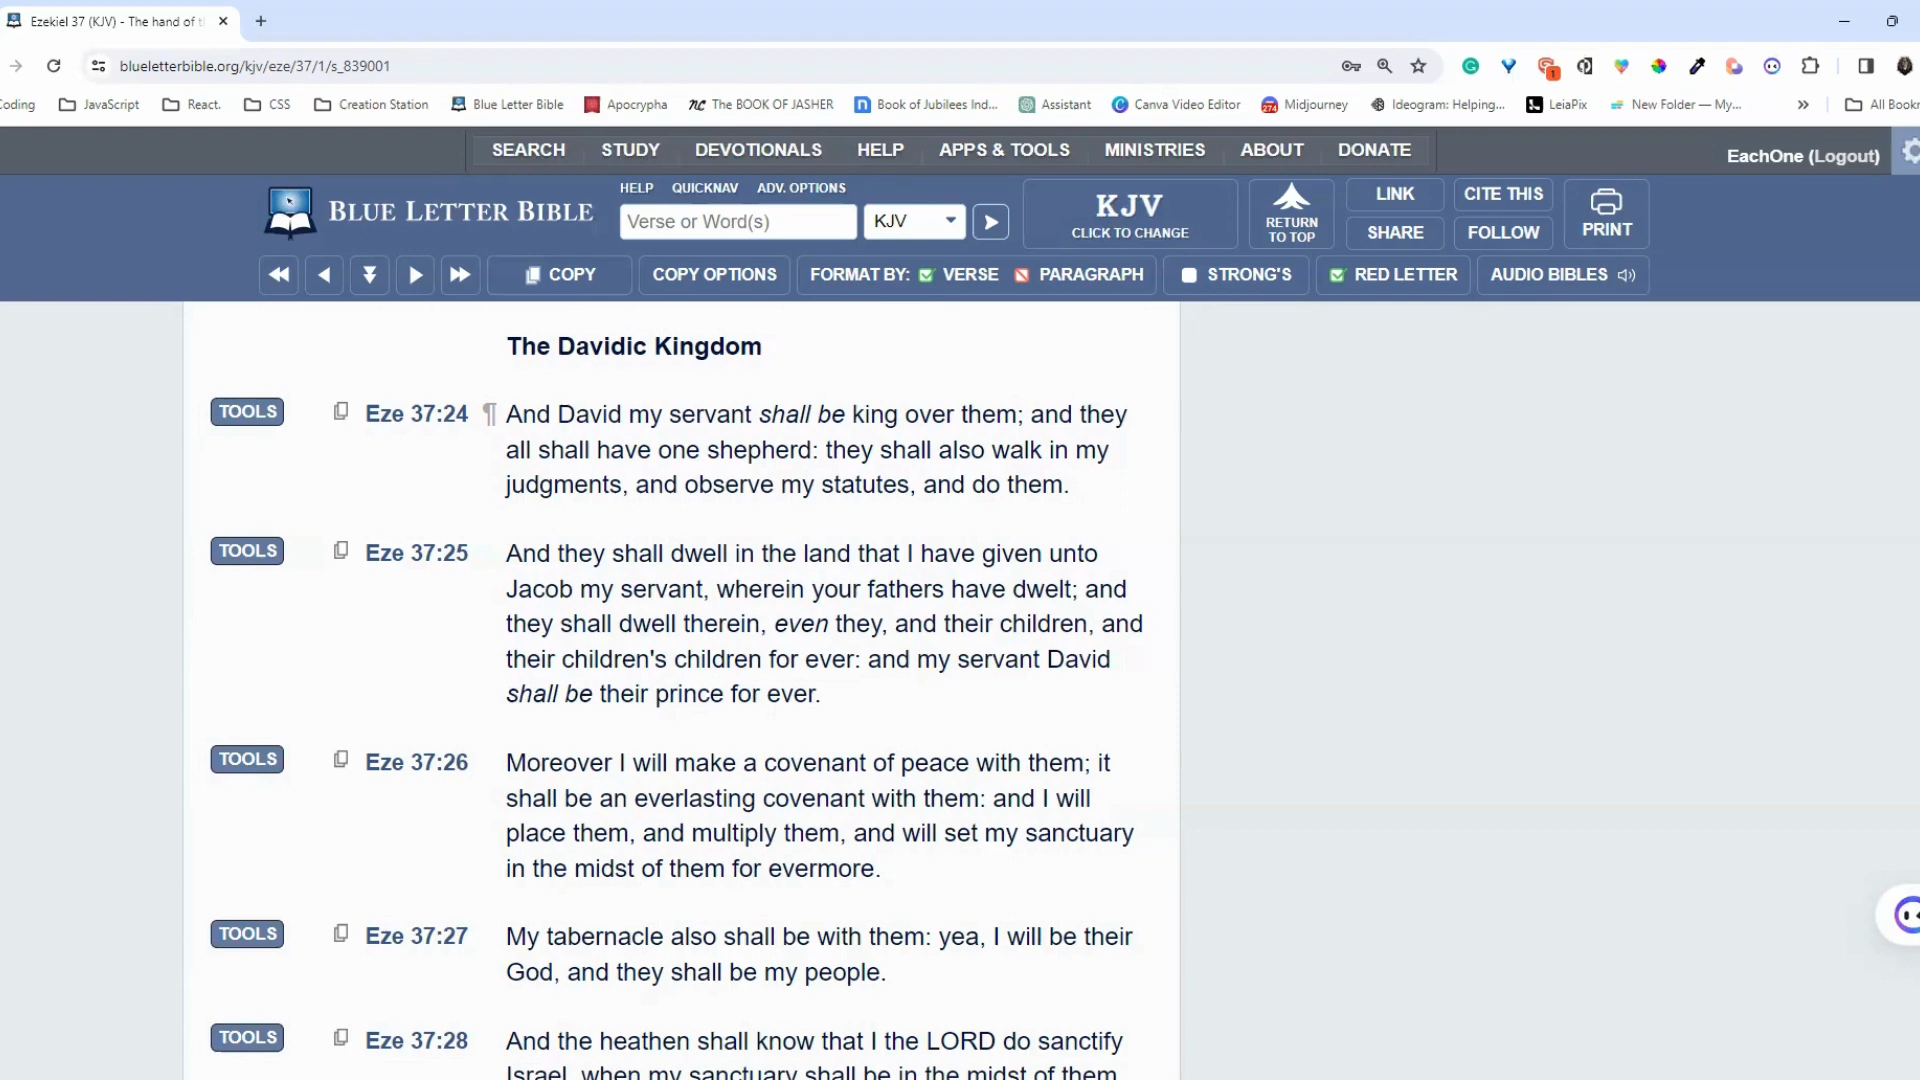 Ezekiel 37 (KJV) - The hand of t
blueletterbible.org/kjv/eze/37/1/s_839001
1
Coding JavaScript React. CSS Creation Station Blue Letter Bible Apocrypha The BOOK OF JASHER Book of Jubilees Ind... Assistant Canva Video Editor Midjourney Ideogram: Helping... LeiaPix New Folder — My... » All Bookr
SEARCH STUDY DEVOTIONALS HELP APPS & TOOLS MINISTRIES ABOUT DONATE EachOne (Logout)
HELP QUICKNAV ADV. OPTIONS
BLUE LETTER BIBLE Verse or Word(s) KJV
KJV
CLICK TO CHANGE
RETURN
TO TOP
LINK CITE THIS
SHARE FOLLOW
PRINT
COPY COPY OPTIONS FORMAT BY: VERSE PARAGRAPH STRONG'S RED LETTER AUDIO BIBLES
The Davidic Kingdom
TOOLS Eze 37:24 ¶ And David my servant shall be king over them; and they
all shall have one shepherd: they shall also walk in my
judgments, and observe my statutes, and do them.
TOOLS Eze 37:25 And they shall dwell in the land that I have given unto
Jacob my servant, wherein your fathers have dwelt; and
they shall dwell therein, even they, and their children, and
their children's children for ever: and my servant David
shall be their prince for ever.
TOOLS Eze 37:26 Moreover I will make a covenant of peace with them; it
shall be an everlasting covenant with them: and I will
place them, and multiply them, and will set my sanctuary
in the midst of them for evermore.
TOOLS Eze 37:27 My tabernacle also shall be with them: yea, I will be their
God, and they shall be my people.
TOOLS Eze 37:28 And the heathen shall know that I the LORD do sanctify
Israel, when my sanctuary shall be in the midst of them